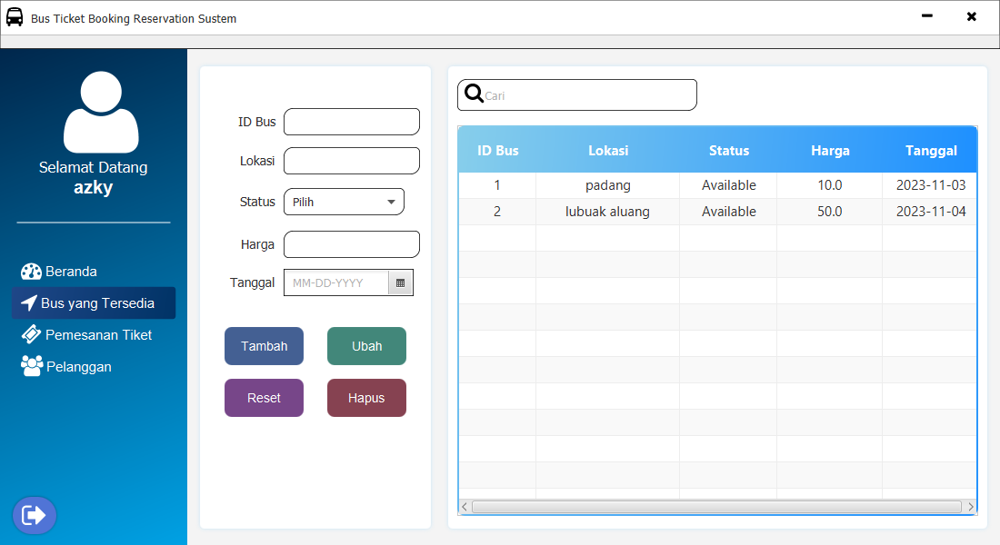 Bus Ticket Booking Reservation Sustem
Selamat Datang
azky
Beranda
Bus yang Tersedia
Pemesanan Tiket
Pelanggan
ID Bus
Lokasi
Status Pilih
Harga
Tanggal MM-DD-YYYY
Tambah Ubah
Reset Hapus
Cari
ID Bus Lokasi Status Harga Tanggal
1 padang Available 10.0 2023-11-03
2 lubuak aluang Available 50.0 2023-11-04